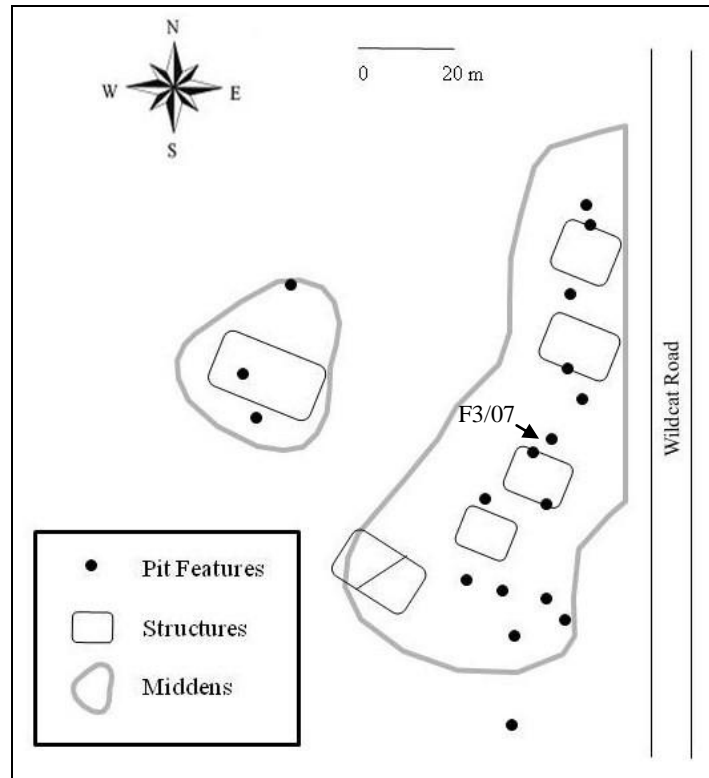 N
W E
S
0 20 m
F3/07
Wildcat Road
Pit Features
Structures
Middens